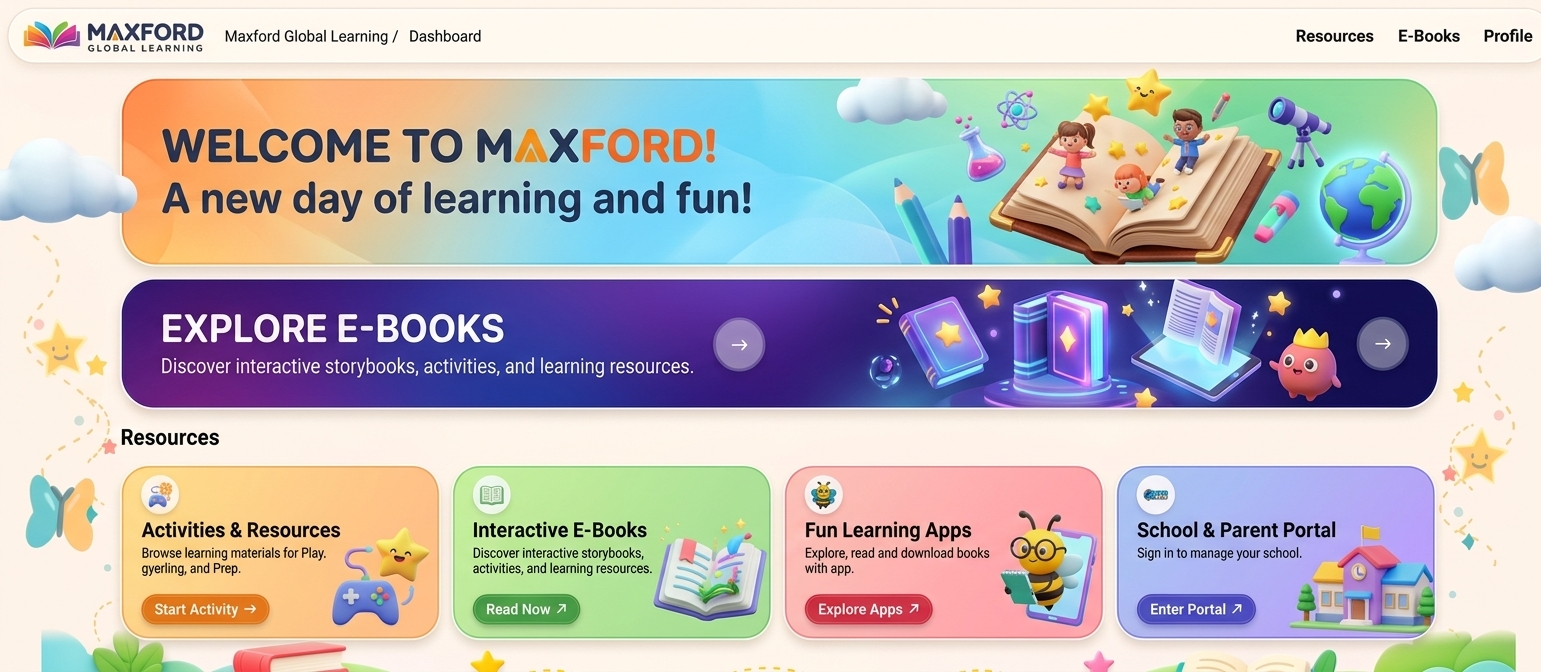 MAXFORD
GLOBAL LEARNING
Maxford Global Learning / Dashboard
Resources E-Books Profile
WELCOME TO MAXFORD!
A new day of learning and fun!
EXPLORE E-BOOKS
Discover interactive storybooks, activities, and learning resources.
Resources
Activities & Resources
Browse learning materials for Play.
gyerling, and Prep.
Start Activity →
Interactive E-Books
Discover interactive storybooks,
activities, and learning resources.
Read Now ↗
Fun Learning Apps
Explore, read and download books
with app.
Explore Apps ↗
School & Parent Portal
Sign in to manage your school.
Enter Portal ↗